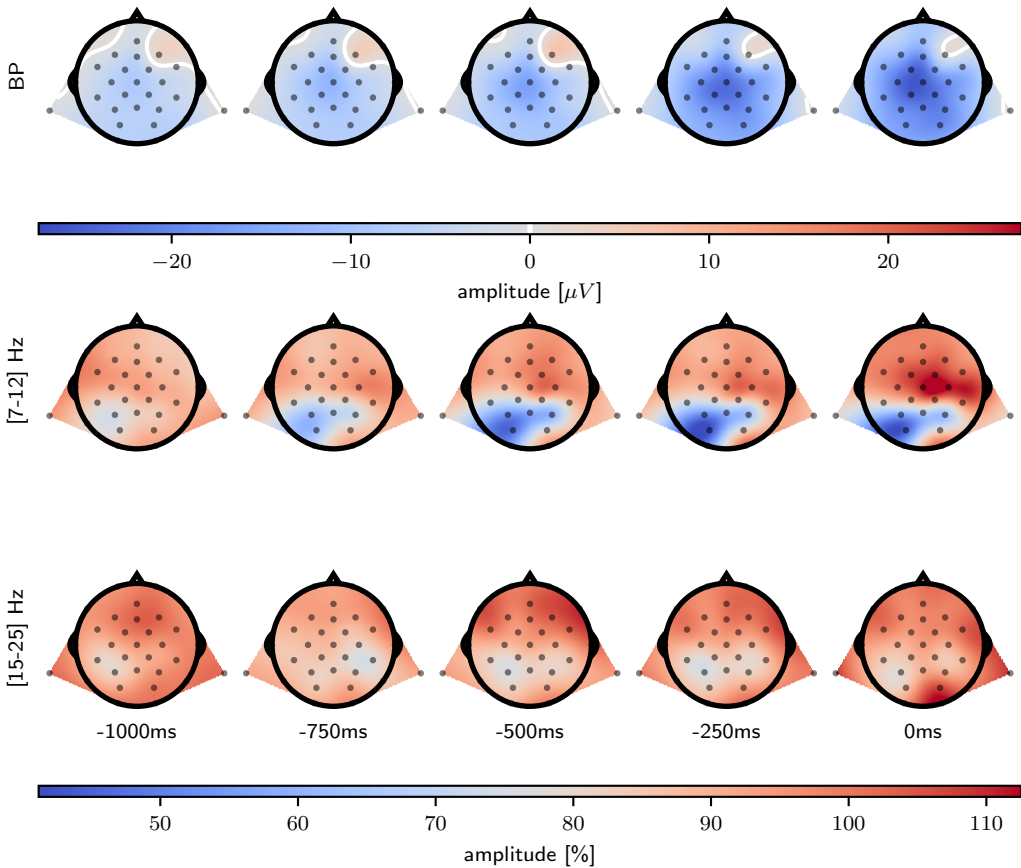 BP
−20 −10 0 10 20
amplitude [μV]
[7-12] Hz
[15-25] Hz
-1000ms -750ms -500ms -250ms 0ms
50 60 70 80 90 100 110
amplitude [%]